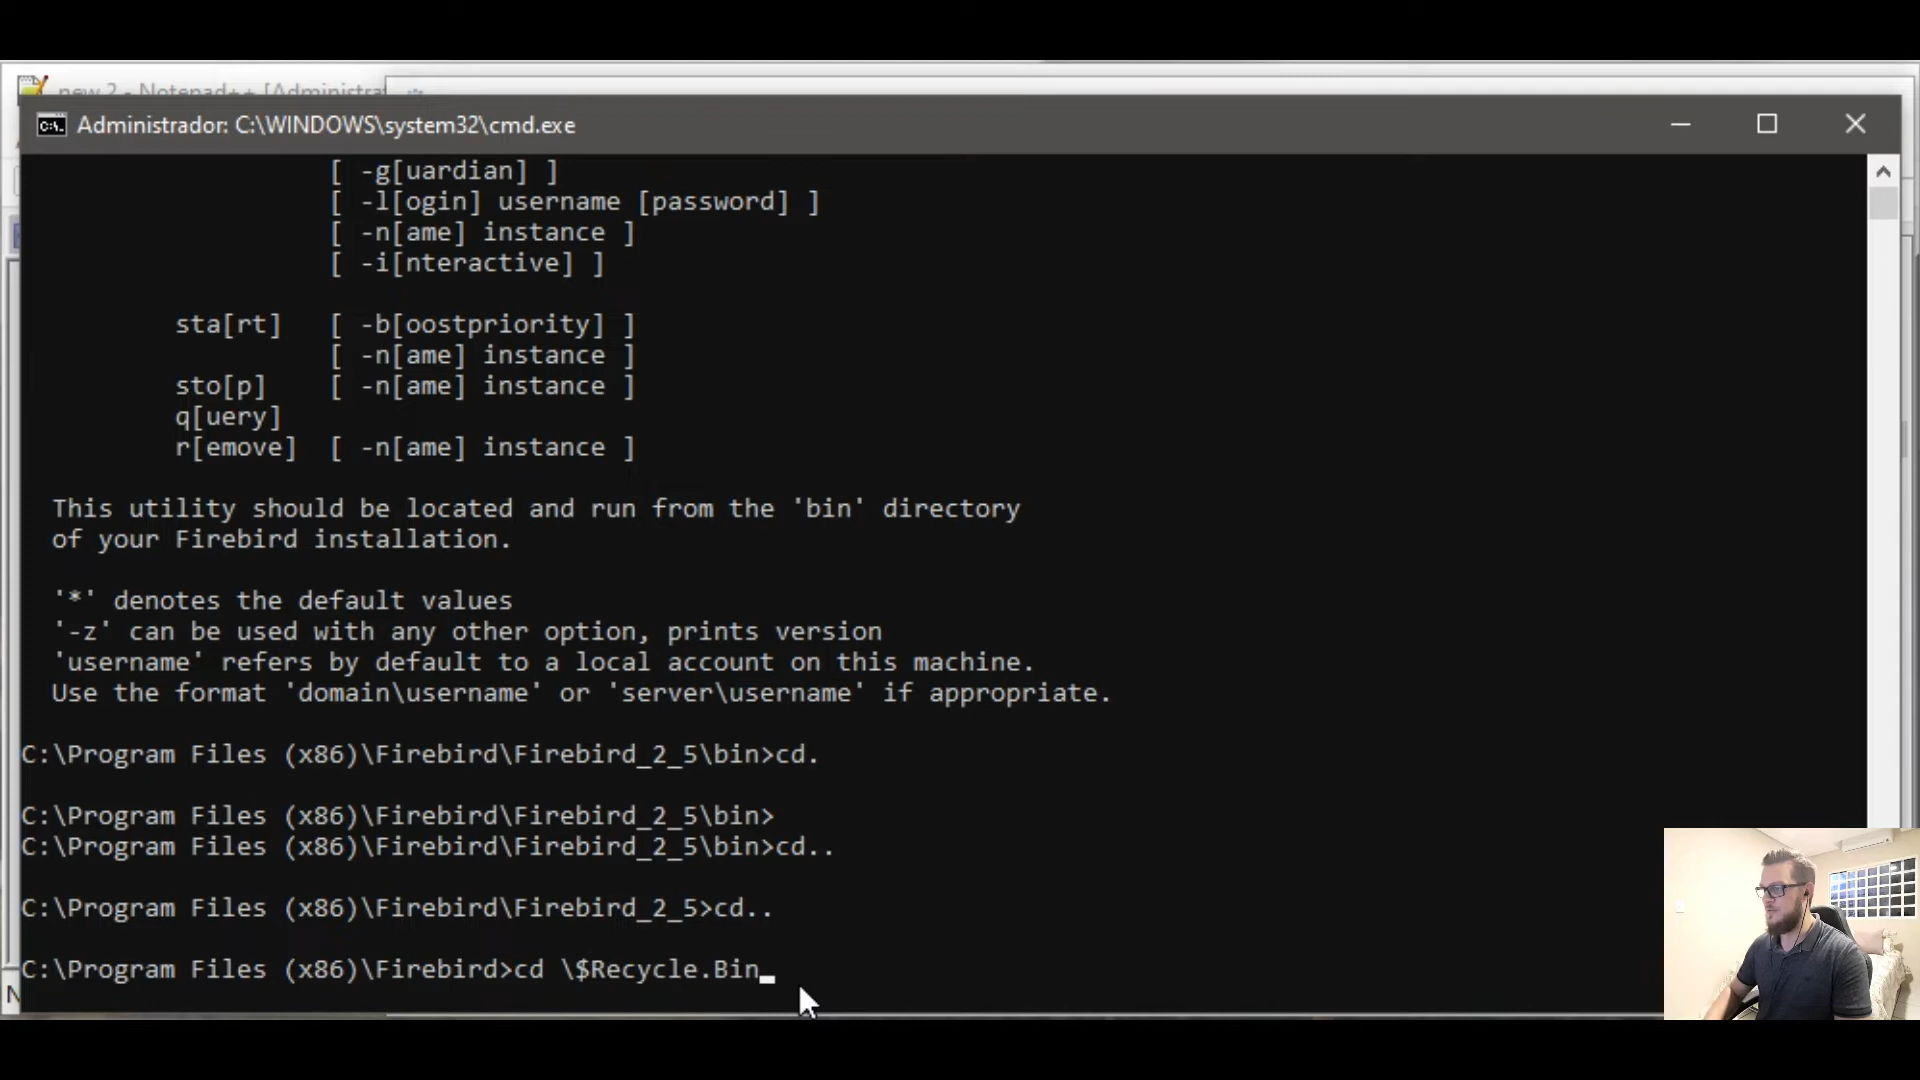 new 2 - Notepad++ [Administra
Administrador: C:\WINDOWS\system32\cmd.exe
[ -g[uardian] ]
[ -l[ogin] username [password] ]
[ -n[ame] instance ]
[ -i[nteractive] ]
sta[rt] [ -b[oostpriority] ]
[ -n[ame] instance ]
sto[p] [ -n[ame] instance ]
q[uery]
r[emove] [ -n[ame] instance ]
This utility should be located and run from the 'bin' directory
of your Firebird installation.
'*' denotes the default values
'-z' can be used with any other option, prints version
'username' refers by default to a local account on this machine.
Use the format 'domain\username' or 'server\username' if appropriate.
C:\Program Files (x86)\Firebird\Firebird_2_5\bin>cd.
C:\Program Files (x86)\Firebird\Firebird_2_5\bin>
C:\Program Files (x86)\Firebird\Firebird_2_5\bin>cd..
C:\Program Files (x86)\Firebird\Firebird_2_5>cd..
C:\Program Files (x86)\Firebird>cd \$Recycle.Bin